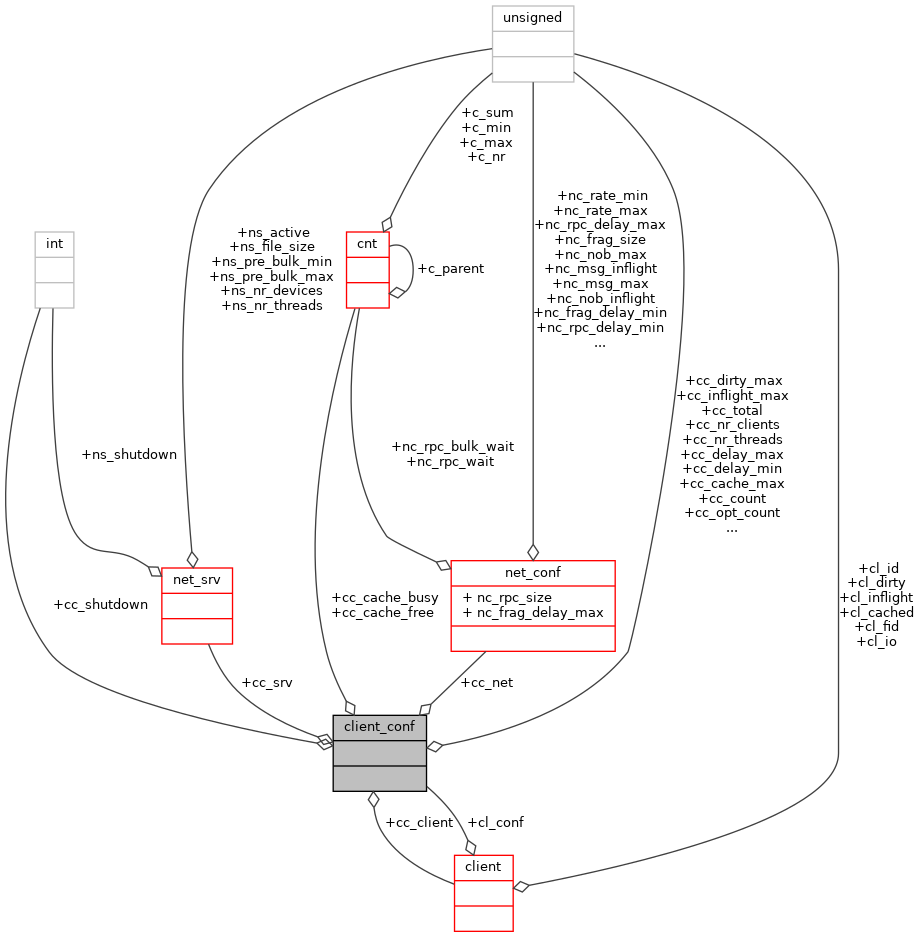 unsigned
+c_sum
+c_min
+c_max
+c_nr
+nc_rate_min
+nc_rate_max
+nc_rpc_delay_max
+nc_frag_size
+nc_nob_max
+nc_msg_inflight
+nc_msg_max
+nc_nob_inflight
+nc_frag_delay_min
+nc_rpc_delay_min
...
+ns_active
+ns_file_size
+ns_pre_bulk_min
+ns_pre_bulk_max
+ns_nr_devices
+ns_nr_threads
int
cnt
+c_parent
+cc_dirty_max
+cc_inflight_max
+cc_total
+cc_nr_clients
+cc_nr_threads
+cc_delay_max
+cc_delay_min
+cc_cache_max
+cc_count
+cc_opt_count
...
+ns_shutdown
+nc_rpc_bulk_wait
+nc_rpc_wait
net_srv
net_conf
+ nc_rpc_size
+ nc_frag_delay_max
+cl_id
+cl_dirty
+cl_inflight
+cl_cached
+cl_fid
+cl_io
+cc_shutdown
+cc_cache_busy
+cc_cache_free
+cc_srv
+cc_net
client_conf
+cc_client
+cl_conf
client